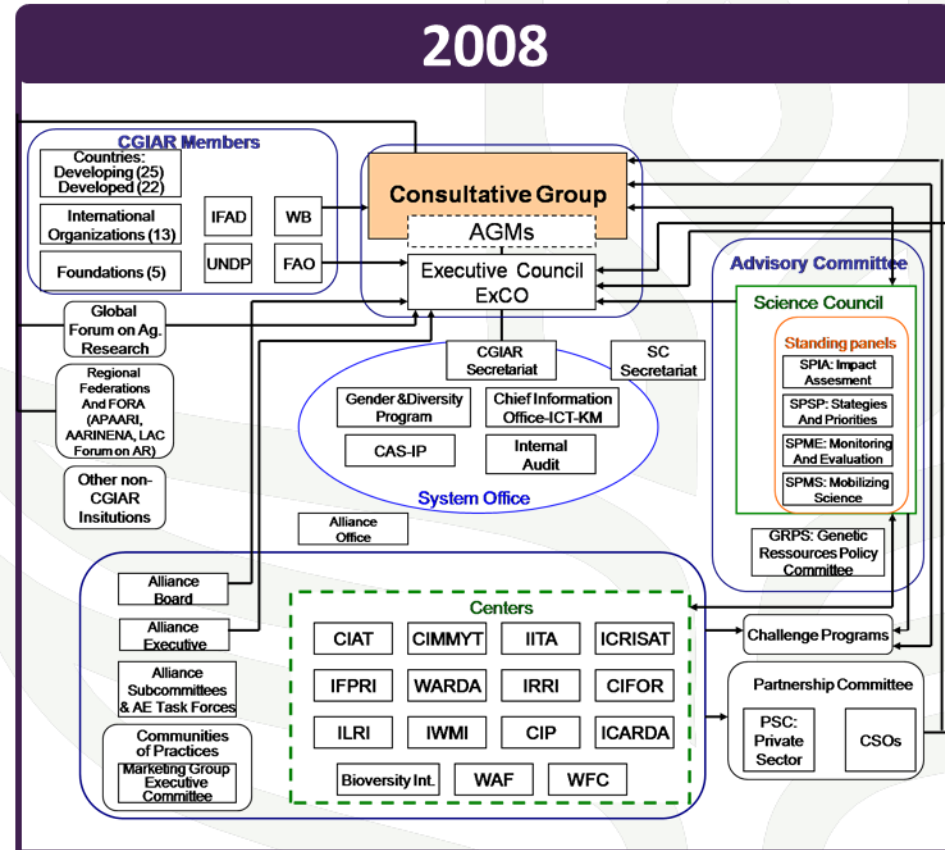 2008
CGIAR Members
Countries:
Developing (25)
Developed (22)
International
Organizations (13)
Foundations (5)
IFAD
WB
UNDP
FAO
Consultative Group
AGMs
Executive Council
ExCO
Global
Forum on Ag.
Research
Regional
Federations
And FORA
(APAARI,
AARINENA, LAC
Forum on AR)
Other non-
CGIAR
Insitutions
CGIAR
Secretariat
SC
Secretariat
Gender &Diversity
Program
Chief Information
Office-ICT-KM
CAS-IP
Internal
Audit
System Office
Advisory Committee
Science Council
Standing panels
SPIA: Impact
Assesment
SPSP: Stategies
And Priorities
SPME: Monitoring
And Evaluation
SPMS: Mobilizing
Science
GRPS: Genetic
Ressources Policy
Committee
Alliance
Office
Alliance
Board
Alliance
Executive
Alliance
Subcommittees
& AE Task Forces
Communities
of Practices
Marketing Group
Executive
Committee
Centers
CIAT
CIMMYT
IITA
ICRISAT
IFPRI
WARDA
IRRI
CIFOR
ILRI
IWMI
CIP
ICARDA
Bioversity Int.
WAF
WFC
Challenge Programs
Partnership Committee
PSC:
Private
Sector
CSOs